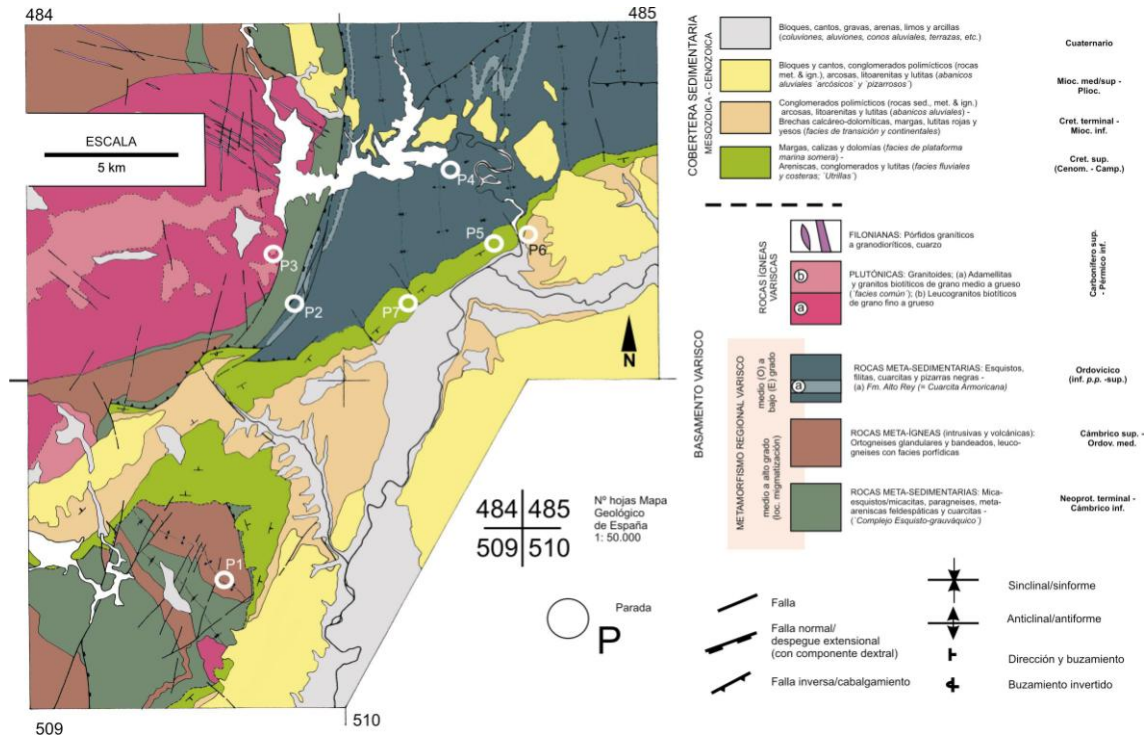 484
485
ESCALA
5 km
P4
P5
P6
P3
P2
P7
N
P1
484 485
509 510
Nº hojas Mapa
Geológico
de España
1: 50.000
Parada
P
509
510
COBERTERA SEDIMENTARIA
MESOZOICA - CENOZOICA
Bloques, cantos, gravas, arenas, limos y arcillas
(coluviones, aluviones, conos aluviales, terrazas, etc.)
Cuaternario
Bloques y cantos, conglomerados polimícticos (rocas
met. & ign.), arcosas, litoarenitas y lutitas (abanicos
aluviales ´arcósicos´ y ´pizarrosos´)
Mioc. med/sup -
Plioc.
Conglomerados polimícticos (rocas sed., met. & ign.)
arcosas, litoarenitas y lutitas (abanicos aluviales) -
Brechas calcáreo-dolomíticas, margas, lutitas rojas y
yesos (facies de transición y continentales)
Cret. terminal -
Mioc. inf.
Margas, calizas y dolomías (facies de plataforma
marina somera) -
Areniscas, conglomerados y lutitas (facies fluviales
y costeras; ´Utrillas´)
Cret. sup.
(Cenom. - Camp.)
BASAMENTO VARISCO
ROCAS ÍGNEAS
VARISCAS
FILONIANAS: Pórfidos graníticos
a granodioríticos, cuarzo
b
a
PLUTÓNICAS: Granitoides; (a) Adamellitas
y granitos biotíticos de grano medio a grueso
(´facies común´); (b) Leucogranitos biotíticos
de grano fino a grueso
Carbonífero sup.
- Pérmico inf.
METAMORFISMO REGIONAL VARISCO
medio (O) a
bajo (E) grado
a
ROCAS META-SEDIMENTARIAS: Esquistos,
filitas, cuarcitas y pizarras negras -
(a) Fm. Alto Rey (= Cuarcita Armoricana)
Ordovícico
(inf. p.p. -sup.)
medio a alto grado
(loc. migmatización)
ROCAS META-ÍGNEAS (intrusivas y volcánicas):
Ortogneises glandulares y bandeados, leuco-
gneises con facies porfídicas
Cámbrico sup. -
Ordov. med.
ROCAS META-SEDIMENTARIAS: Mica-
esquistos/micacitas, paragneises, meta-
areniscas feldespáticas y cuarcitas -
(´Complejo Esquisto-grauváquico´)
Neoprot. terminal -
Cámbrico inf.
Falla
Falla normal/
despegue extensional
(con componente dextral)
Falla inversa/cabalgamiento
Sinclinal/sinforme
Anticlinal/antiforme
Dirección y buzamiento
Buzamiento invertido